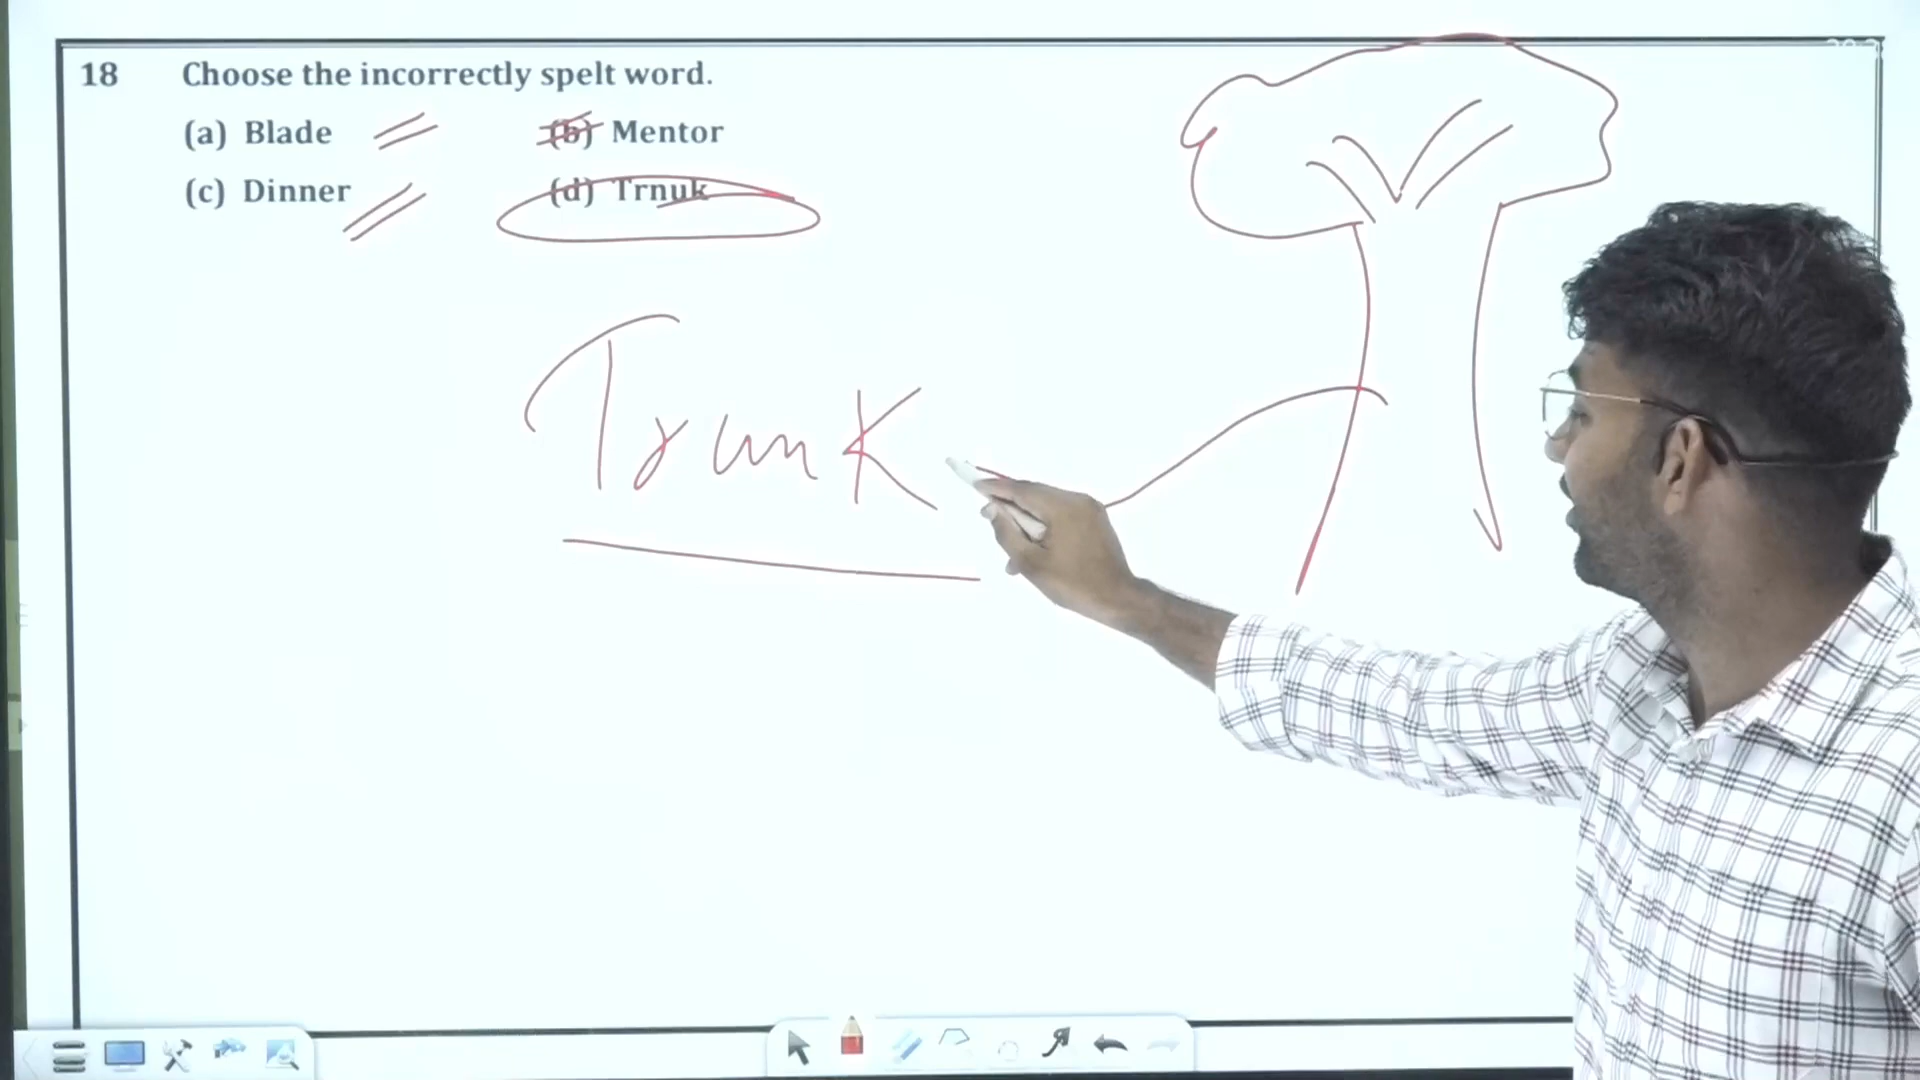 18 Choose the incorrectly spelt word.
(a) Blade (b) Mentor
(c) Dinner (d) Trnuk
Trunk